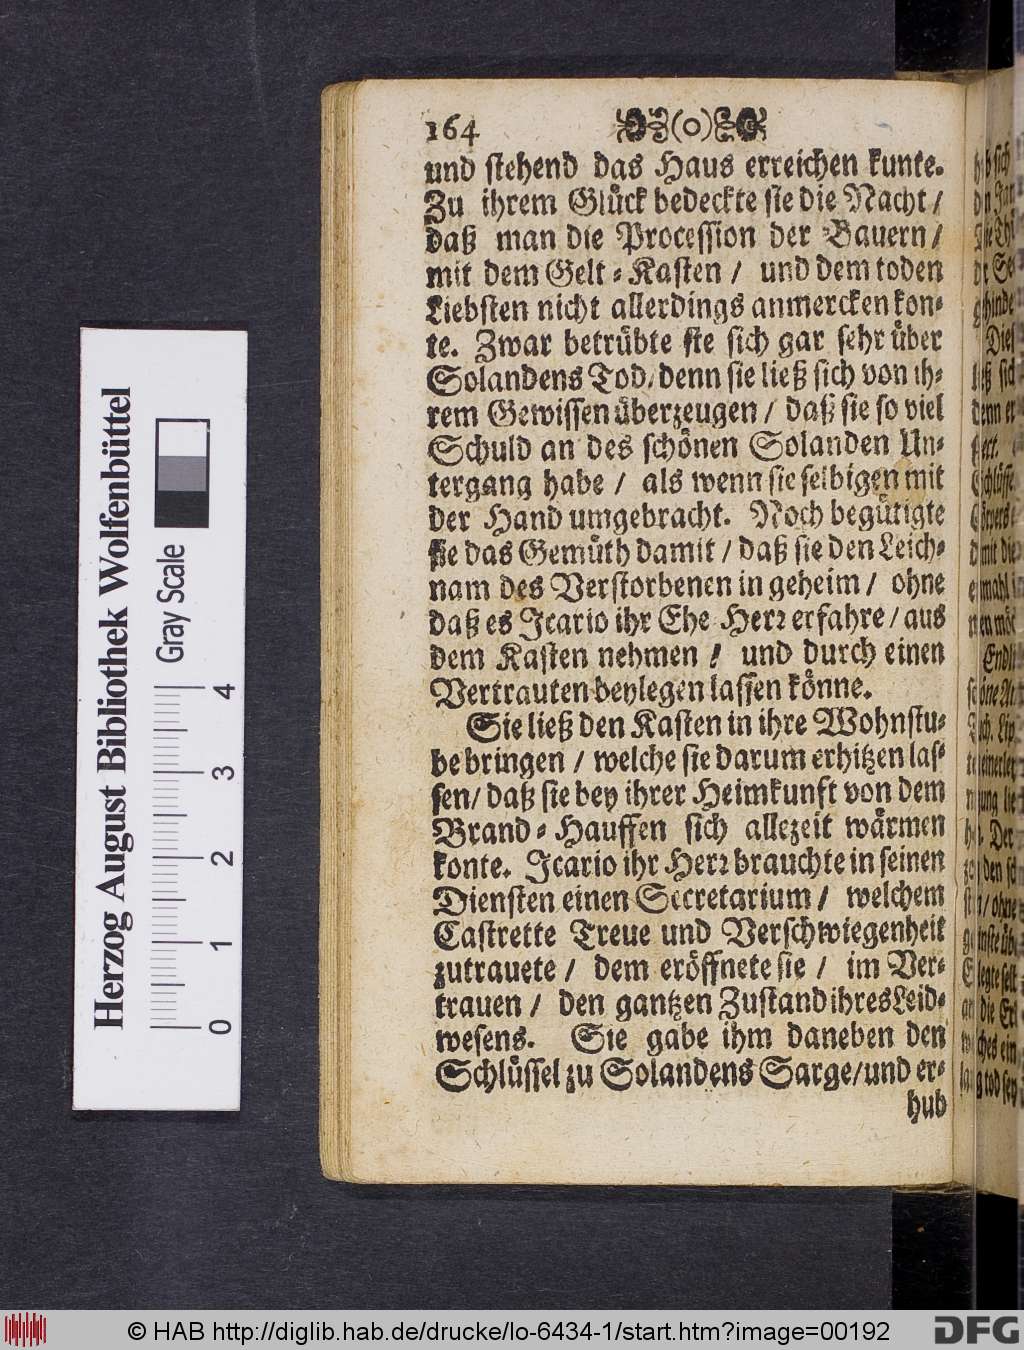 164 (o)
und stehend das Haus erreichen kunte.
Zu ihrem Glück bedeckte sie die Nacht /
daß man die Procession der Bauern /
mit dem Gelt-Kasten / und dem toden
Liebsten nicht allerdings anmercken kon-
te. Zwar betrübte sie sich gar sehr über
Solandens Tod, denn sie ließ sich von ih-
rem Gewissen überzeugen / daß sie so viel
Schuld an des schönen Solanden Un-
tergang habe / als wenn sie selbigen mit
der Hand umgebracht. Noch begütigte
sie das Gemüth damit / daß sie den Leich-
nam des Verstorbenen in geheim / ohne
daß es Icario ihr Ehe-Herr erfahre / aus
dem Kasten nehmen / und durch einen
Vertrauten beylegen lassen könne.
Sie ließ den Kasten in ihre Wohnstu-
be bringen / welche sie darum erhitzen las-
sen / daß sie bey ihrer Heimkunft von dem
Brand-Hauffen sich allezeit wärmen
konte. Icario ihr Herr brauchte in seinen
Diensten einen Secretarium / welchem
Castrette Treue und Verschwiegenheit
zutrauete / dem eröffnete sie / im Ver-
trauen / den gantzen Zustand ihres Leid-
wesens. Sie gabe ihm daneben den
Schlüssel zu Solandens Sarge / und er-
hub
Herzog August Bibliothek Wolfenbüttel
Gray Scale
0 1 2 3 4
© HAB http://diglib.hab.de/drucke/lo-6434-1/start.htm?image=00192
DFG